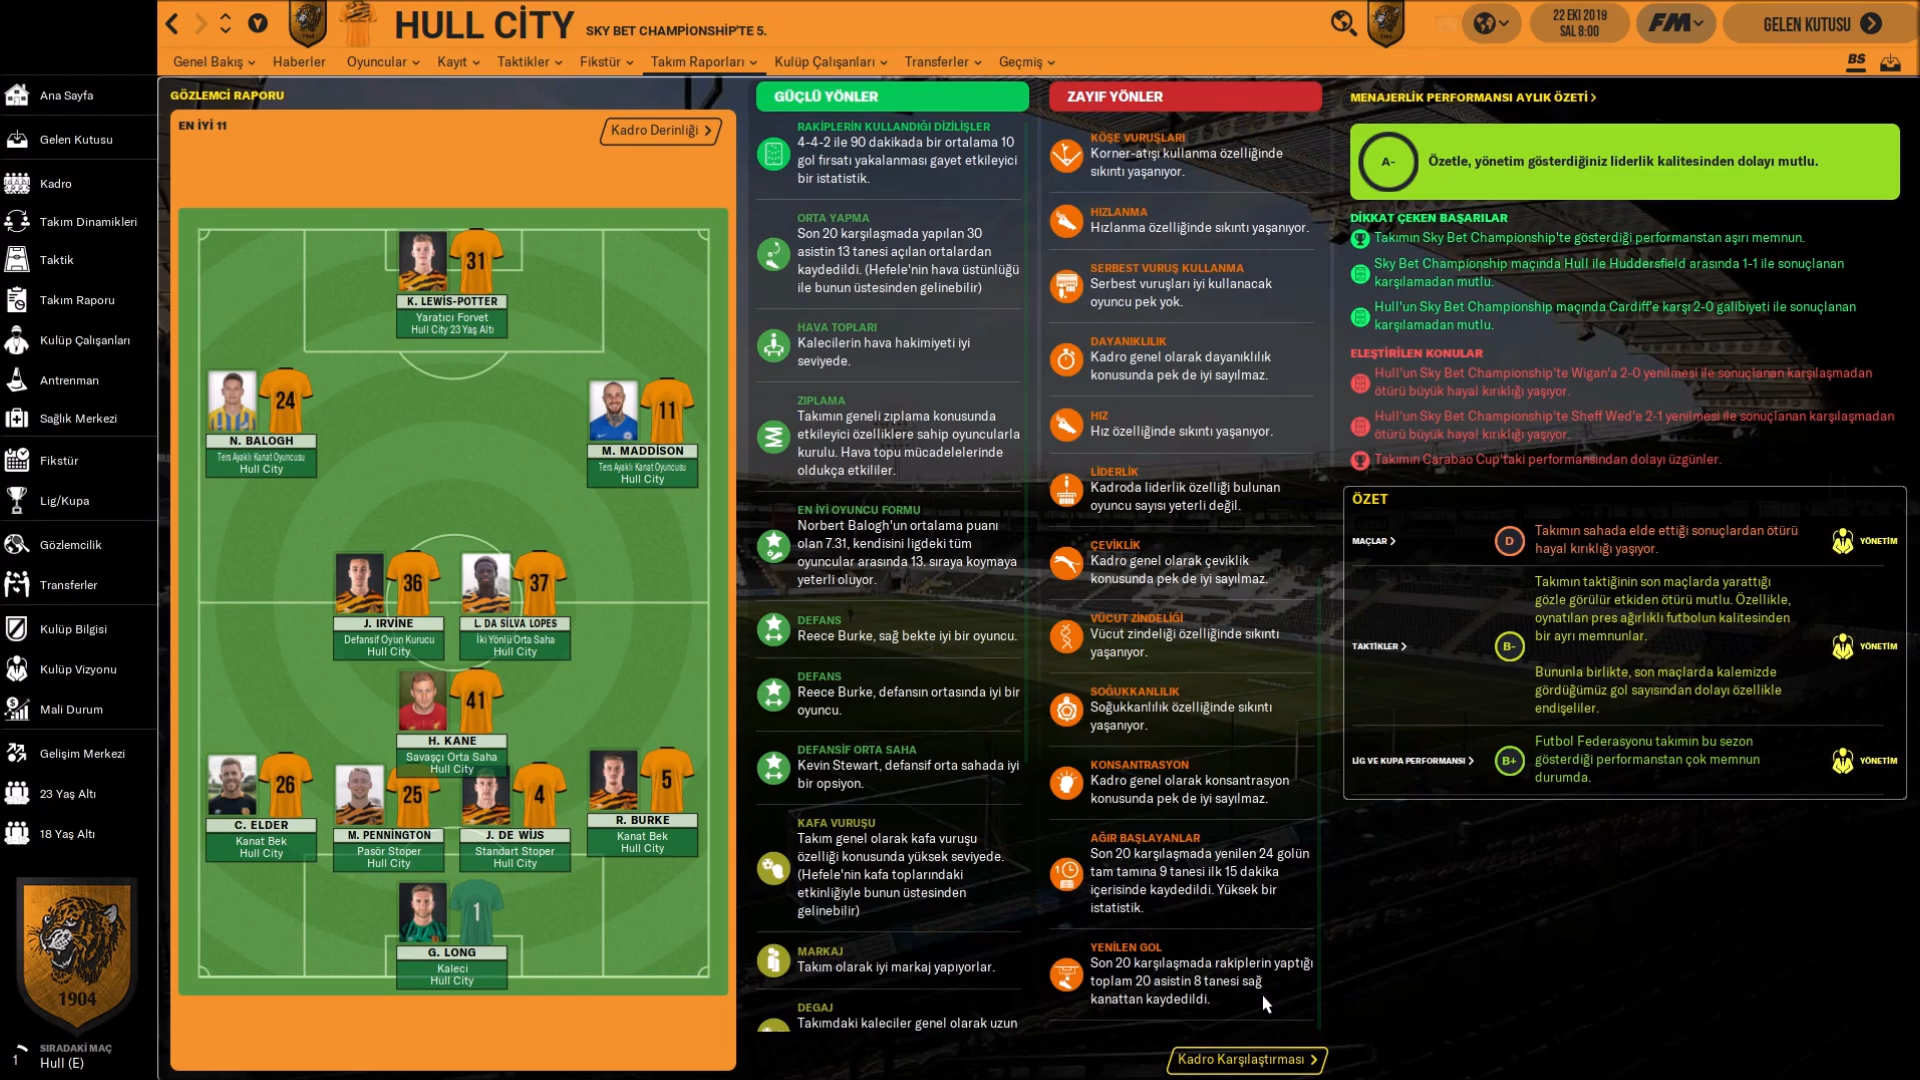 HULL CİTY
SKY BET CHAMPİONSHİP'TE 5.
22 EKI 2019
SAL 8:00
FM
GELEN KUTUSU
Genel Bakış
Haberler
Oyuncular
Kayıt
Taktikler
Fikstür
Takım Raporları
Kulüp Çalışanları
Transferler
Geçmiş
BS
Ana Sayfa
Gelen Kutusu
Kadro
Takım Dinamikleri
Taktik
Takım Raporu
Kulüp Çalışanları
Antrenman
Sağlık Merkezi
Fikstür
Lig/Kupa
Gözlemcilik
Transferler
Kulüp Bilgisi
Kulüp Vizyonu
Mali Durum
Gelişim Merkezi
23 Yaş Altı
18 Yaş Altı
1904
SIRADAKİ MAÇ
1
Hull (E)
GÖZLEMCİ RAPORU
EN İYİ 11
Kadro Derinliği
31
K. LEWİS-POTTER
Yaratıcı Forvet
Hull City 23 Yaş Altı
24
N. BALOGH
Ters Ayaklı Kanat Oyuncusu
Hull City
11
M. MADDİSON
Ters Ayaklı Kanat Oyuncusu
Hull City
36
J. IRVİNE
Defansif Oyun Kurucu
Hull City
37
L. DA SİLVA LOPES
İki Yönlü Orta Saha
Hull City
41
H. KANE
Savaşçı Orta Saha
Hull City
26
C. ELDER
Kanat Bek
Hull City
25
M. PENNİNGTON
Pasör Stoper
Hull City
4
J. DE WİJS
Standart Stoper
Hull City
5
R. BURKE
Kanat Bek
Hull City
1
G. LONG
Kaleci
Hull City
GÜÇLÜ YÖNLER
RAKİPLERİN KULLANDIĞI DİZİLİŞLER
4-4-2 ile 90 dakikada bir ortalama 10
gol fırsatı yakalanması gayet etkileyici
bir istatistik.
ORTA YAPMA
Son 20 karşılaşmada yapılan 30
asistin 13 tanesi açılan ortalardan
kaydedildi. (Hefele'nin hava üstünlüğü
ile bunun üstesinden gelinebilir)
HAVA TOPLARI
Kalecilerin hava hakimiyeti iyi
seviyede.
ZIPLAMA
Takımın geneli zıplama konusunda
etkileyici özelliklere sahip oyuncularla
kurulu. Hava topu mücadelelerinde
oldukça etkililer.
EN İYİ OYUNCU FORMU
Norbert Balogh'un ortalama puanı
olan 7.31, kendisini ligdeki tüm
oyuncular arasında 13. sıraya koymaya
yeterli oluyor.
DEFANS
Reece Burke, sağ bekte iyi bir oyuncu.
DEFANS
Reece Burke, defansın ortasında iyi bir
oyuncu.
DEFANSİF ORTA SAHA
Kevin Stewart, defansif orta sahada iyi
bir opsiyon.
KAFA VURUŞU
Takım genel olarak kafa vuruşu
özelliği konusunda yüksek seviyede.
(Hefele'nin kafa toplarındaki
etkinliğiyle bunun üstesinden
gelinebilir)
MARKAJ
Takım olarak iyi markaj yapıyorlar.
DEGAJ
Takımdaki kaleciler genel olarak uzun
ZAYIF YÖNLER
KÖŞE VURUŞLARI
Korner-atışı kullanma özelliğinde
sıkıntı yaşanıyor.
HIZLANMA
Hızlanma özelliğinde sıkıntı yaşanıyor.
SERBEST VURUŞ KULLANMA
Serbest vuruşları iyi kullanacak
oyuncu pek yok.
DAYANIKLILIK
Kadro genel olarak dayanıklılık
konusunda pek de iyi sayılmaz.
HIZ
Hız özelliğinde sıkıntı yaşanıyor.
LİDERLİK
Kadroda liderlik özelliği bulunan
oyuncu sayısı yeterli değil.
ÇEVİKLİK
Kadro genel olarak çeviklik
konusunda pek de iyi sayılmaz.
VÜCUT ZİNDELİĞİ
Vücut zindeliği özelliğinde sıkıntı
yaşanıyor.
SOĞUKKANLILIK
Soğukkanlılık özelliğinde sıkıntı
yaşanıyor.
KONSANTRASYON
Kadro genel olarak konsantrasyon
konusunda pek de iyi sayılmaz.
AĞIR BAŞLAYANLAR
Son 20 karşılaşmada yenilen 24 golün
tam tamına 9 tanesi ilk 15 dakika
içerisinde kaydedildi. Yüksek bir
istatistik.
YENİLEN GOL
Son 20 karşılaşmada rakiplerin yaptığı
toplam 20 asistin 8 tanesi sağ
kanattan kaydedildi.
Kadro Karşılaştırması
MENAJERLİK PERFORMANSI AYLIK ÖZETİ
A-
Özetle, yönetim gösterdiğiniz liderlik kalitesinden dolayı mutlu.
DİKKAT ÇEKEN BAŞARILAR
Takımın Sky Bet Championship'te gösterdiği performanstan aşırı memnun.
Sky Bet Championship maçında Hull ile Huddersfield arasında 1-1 ile sonuçlanan
karşılamadan mutlu.
Hull'un Sky Bet Championship maçında Cardiff'e karşı 2-0 galibiyeti ile sonuçlanan
karşılamadan mutlu.
ELEŞTİRİLEN KONULAR
Hull'un Sky Bet Championship'te Wigan'a 2-0 yenilmesi ile sonuçlanan karşılaşmadan
ötürü büyük hayal kırıklığı yaşıyor.
Hull'un Sky Bet Championship'te Sheff Wed'e 2-1 yenilmesi ile sonuçlanan karşılaşmadan
ötürü büyük hayal kırıklığı yaşıyor.
Takımın Carabao Cup'taki performansından dolayı üzgünler.
ÖZET
MAÇLAR
D
Takımın sahada elde ettiği sonuçlardan ötürü
hayal kırıklığı yaşıyor.
YÖNETİM
TAKTİKLER
B-
Takımın taktiğinin son maçlarda yarattığı
gözle görülür etkiden ötürü mutlu. Özellikle,
oynatılan pres ağırlıklı futbolun kalitesinden
bir ayrı memnunlar.
Bununla birlikte, son maçlarda kalemizde
gördüğümüz gol sayısından dolayı özellikle
endişeliler.
YÖNETİM
LİG VE KUPA PERFORMANSI
B+
Futbol Federasyonu takımın bu sezon
gösterdiği performanstan çok memnun
durumda.
YÖNETİM